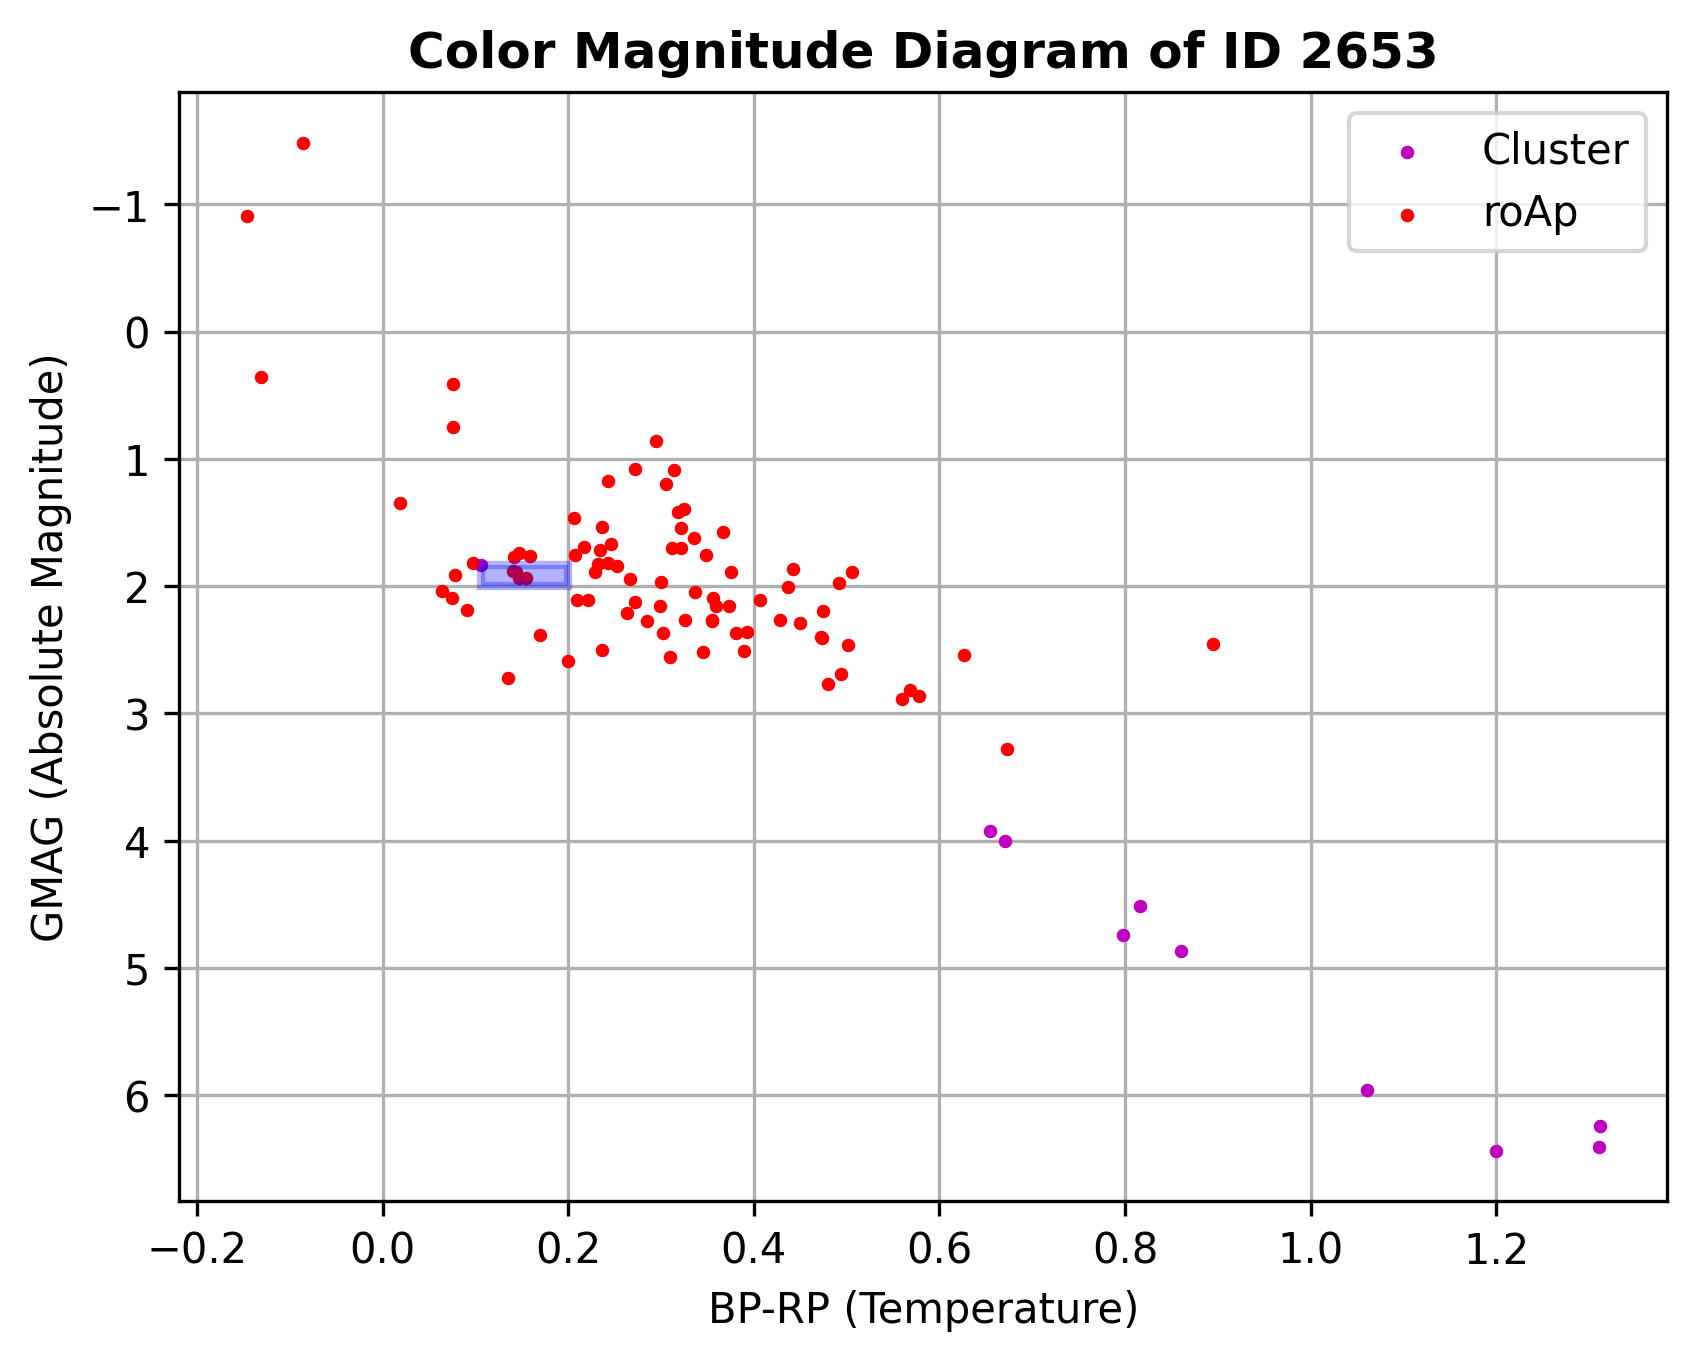 Color Magnitude Diagram of ID 2653
Cluster
roAp
GMAG (Absolute Magnitude)
−1
0
1
2
3
4
5
6
−0.2 0.0 0.2 0.4 0.6 0.8 1.0 1.2
BP-RP (Temperature)